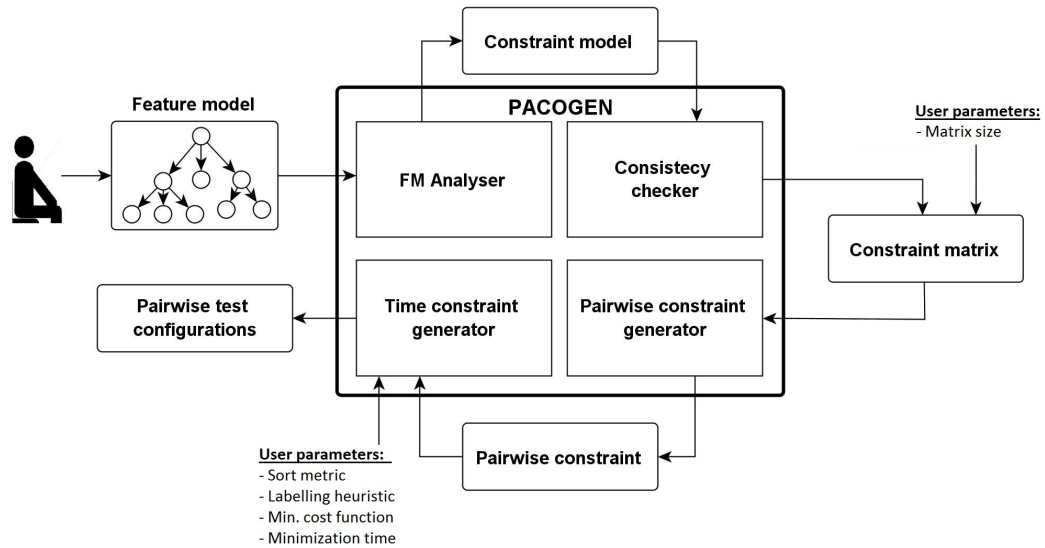 Constraint model
PACOGEN
Feature model
User parameters:
- Matrix size
FM Analyser
Consistecy
checker
Constraint matrix
Pairwise test
configurations
Time constraint
generator
Pairwise constraint
generator
User parameters:
- Sort metric
- Labelling heuristic
- Min. cost function
- Minimization time
Pairwise constraint